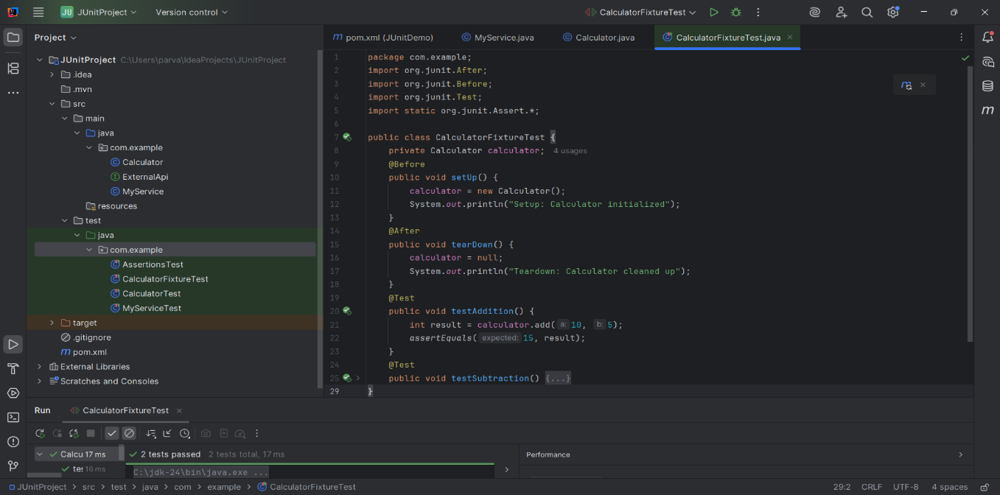 JU JUnitProject Version control CalculatorFixtureTest
Project
JUnitProject C:\Users\parva\IdeaProjects\JUnitProject
.idea
.mvn
src
main
java
com.example
Calculator
ExternalApi
MyService
resources
test
java
com.example
AssertionsTest
CalculatorFixtureTest
CalculatorTest
MyServiceTest
target
.gitignore
pom.xml
External Libraries
Scratches and Consoles
pom.xml (JUnitDemo) MyService.java Calculator.java CalculatorFixtureTest.java
1 package com.example;
2 import org.junit.After;
3 import org.junit.Before;
4 import org.junit.Test;
5 import static org.junit.Assert.*;
6
7 public class CalculatorFixtureTest {
8 private Calculator calculator; 4 usages
9 @Before
10 public void setUp() {
11 calculator = new Calculator();
12 System.out.println("Setup: Calculator initialized");
13 }
14 @After
15 public void tearDown() {
16 calculator = null;
17 System.out.println("Teardown: Calculator cleaned up");
18 }
19 @Test
20 public void testAddition() {
21 int result = calculator.add( a: 10, b: 5);
22 assertEquals( expected: 15, result);
23 }
24 @Test
25 public void testSubtraction() {...}
29 }
Run CalculatorFixtureTest
Calcu 17 ms
16 ms
2 tests passed 2 tests total, 17 ms
C:\jdk-24\bin\java.exe ...
Performance
JUnitProject > src > test > java > com > example > CalculatorFixtureTest
29:2 CRLF UTF-8 4 spaces